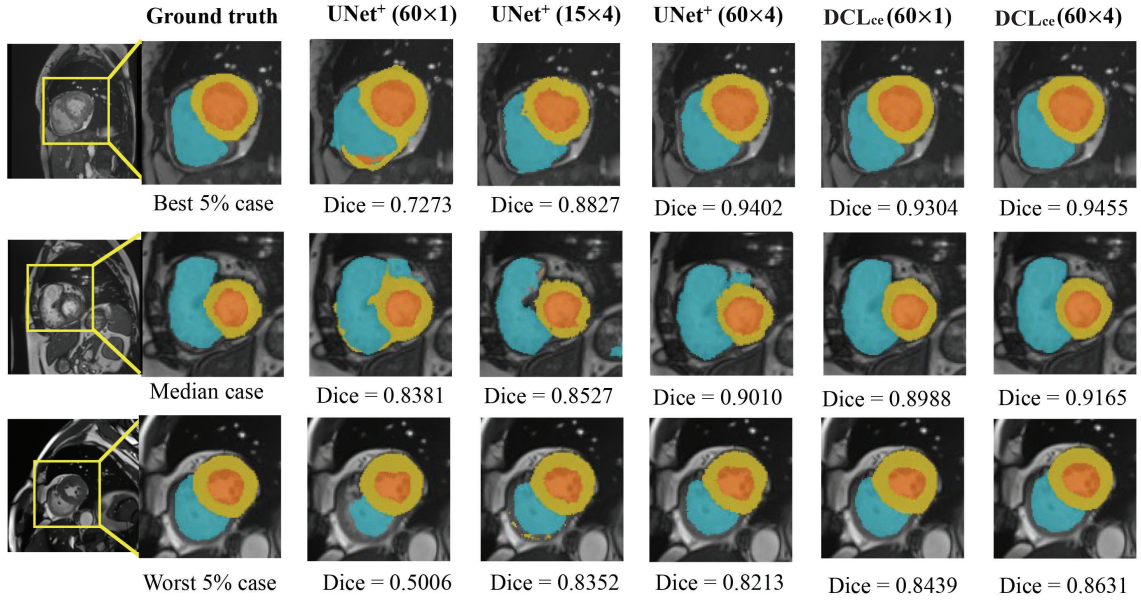 Ground truth UNet⁺ (60×1) UNet⁺ (15×4) UNet⁺ (60×4) DCLce (60×1) DCLce (60×4)
Best 5% case Dice = 0.7273 Dice = 0.8827 Dice = 0.9402 Dice = 0.9304 Dice = 0.9455
Median case Dice = 0.8381 Dice = 0.8527 Dice = 0.9010 Dice = 0.8988 Dice = 0.9165
Worst 5% case Dice = 0.5006 Dice = 0.8352 Dice = 0.8213 Dice = 0.8439 Dice = 0.8631